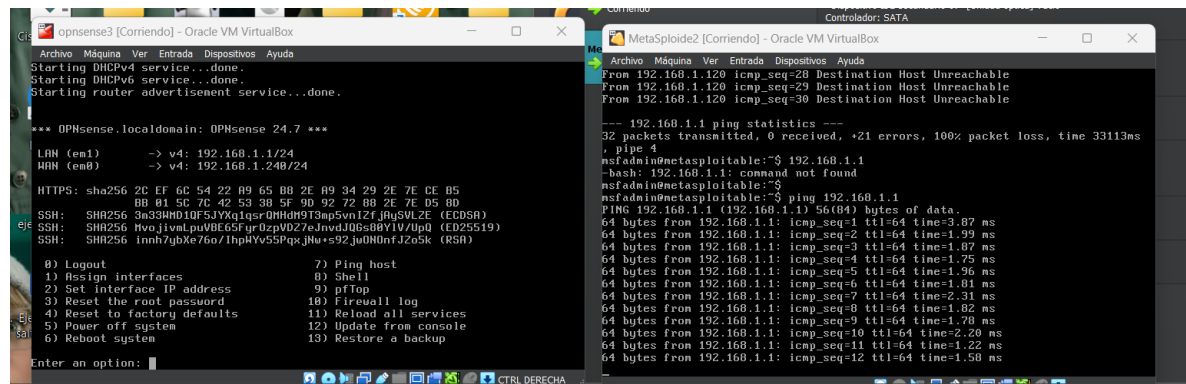 Corriendo
Controlador: SATA
opnsense3 [Corriendo] - Oracle VM VirtualBox
Archivo Máquina Ver Entrada Dispositivos Ayuda
Starting DHCPv4 service...done.
Starting DHCPv6 service...done.
Starting router advertisement service...done.
*** OPNsense.localdomain: OPNsense 24.7 ***
LAN (em1) -> v4: 192.168.1.1/24
WAN (em0) -> v4: 192.168.1.240/24
HTTPS: sha256 2C EF 6C 54 22 A9 65 B8 2E A9 34 29 2E 7E CE B5
BB 01 5C 7C 42 53 38 5F 9D 92 72 88 2E 7E D5 8D
SSH: SHA256 3m33WMD1QF5JYXq1qsrQMHdM9T3mp5vnIZfjAySVLZE (ECDSA)
SSH: SHA256 MvojivmLpuVBE65FyrOzpVDZ7eJnvdJQGs80YlV/UpQ (ED25519)
SSH: SHA256 innh7ybXe76o/IhpWYv55PqxjNw+s92jwONOnfJZo5k (RSA)
0) Logout 7) Ping host
1) Assign interfaces 8) Shell
2) Set interface IP address 9) pfTop
3) Reset the root password 10) Firewall log
4) Reset to factory defaults 11) Reload all services
5) Power off system 12) Update from console
6) Reboot system 13) Restore a backup
Enter an option:
CTRL DERECHA
MetaSploide2 [Corriendo] - Oracle VM VirtualBox
Archivo Máquina Ver Entrada Dispositivos Ayuda
From 192.168.1.120 icmp_seq=28 Destination Host Unreachable
From 192.168.1.120 icmp_seq=29 Destination Host Unreachable
From 192.168.1.120 icmp_seq=30 Destination Host Unreachable
--- 192.168.1.1 ping statistics ---
32 packets transmitted, 0 received, +21 errors, 100% packet loss, time 33113ms
, pipe 4
msfadmin@metasploitable:~$ 192.168.1.1
-bash: 192.168.1.1: command not found
msfadmin@metasploitable:~$
msfadmin@metasploitable:~$ ping 192.168.1.1
PING 192.168.1.1 (192.168.1.1) 56(84) bytes of data.
64 bytes from 192.168.1.1: icmp_seq=1 ttl=64 time=3.87 ms
64 bytes from 192.168.1.1: icmp_seq=2 ttl=64 time=1.99 ms
64 bytes from 192.168.1.1: icmp_seq=3 ttl=64 time=1.87 ms
64 bytes from 192.168.1.1: icmp_seq=4 ttl=64 time=1.75 ms
64 bytes from 192.168.1.1: icmp_seq=5 ttl=64 time=1.96 ms
64 bytes from 192.168.1.1: icmp_seq=6 ttl=64 time=1.81 ms
64 bytes from 192.168.1.1: icmp_seq=7 ttl=64 time=2.31 ms
64 bytes from 192.168.1.1: icmp_seq=8 ttl=64 time=1.82 ms
64 bytes from 192.168.1.1: icmp_seq=9 ttl=64 time=1.78 ms
64 bytes from 192.168.1.1: icmp_seq=10 ttl=64 time=2.20 ms
64 bytes from 192.168.1.1: icmp_seq=11 ttl=64 time=1.22 ms
64 bytes from 192.168.1.1: icmp_seq=12 ttl=64 time=1.58 ms